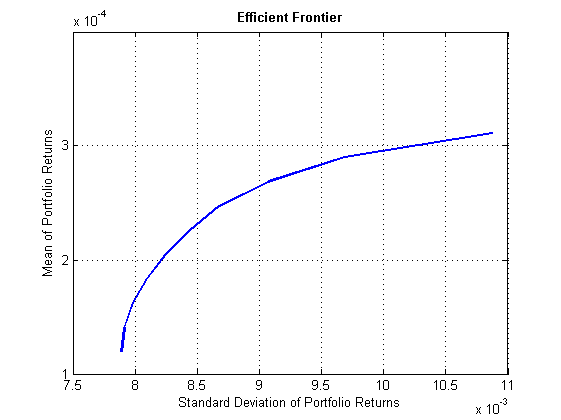 Efficient Frontier
x 10-4
3
2
1
Mean of Portfolio Returns
7.5 8 8.5 9 9.5 10 10.5 11
Standard Deviation of Portfolio Returns
x 10-3